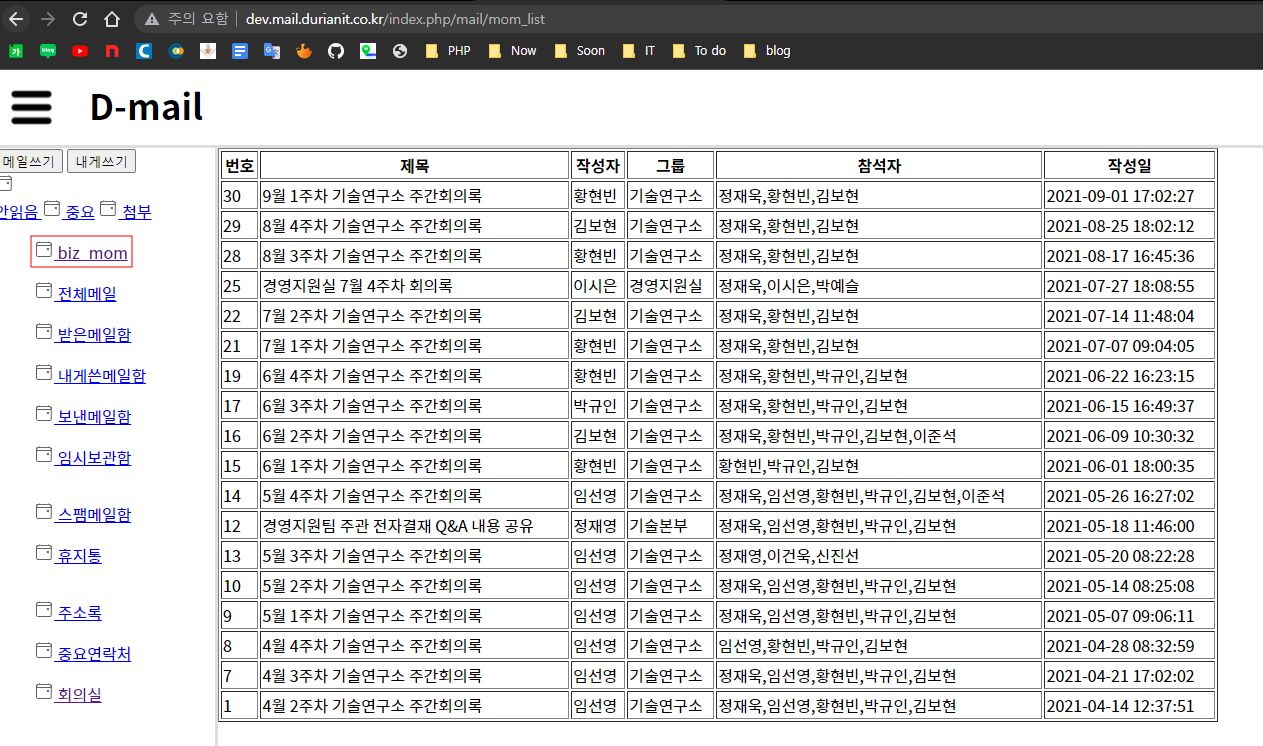 주의 요함 | dev.mail.durianit.co.kr/index.php/mail/mom_list
가 blog n C PHP Now Soon IT To do blog
D-mail
메일쓰기 내게쓰기
안읽음 중요 첨부
biz_mom
전체메일
받은메일함
내게쓴메일함
보낸메일함
임시보관함
스팸메일함
휴지통
주소록
중요연락처
회의실
번호 제목 작성자 그룹 참석자 작성일
30 9월 1주차 기술연구소 주간회의록 황현빈 기술연구소 정재욱,황현빈,김보현 2021-09-01 17:02:27
29 8월 4주차 기술연구소 주간회의록 김보현 기술연구소 정재욱,황현빈,김보현 2021-08-25 18:02:12
28 8월 3주차 기술연구소 주간회의록 황현빈 기술연구소 정재욱,황현빈,김보현 2021-08-17 16:45:36
25 경영지원실 7월 4주차 회의록 이시은 경영지원실 정재욱,이시은,박예슬 2021-07-27 18:08:55
22 7월 2주차 기술연구소 주간회의록 김보현 기술연구소 정재욱,황현빈,김보현 2021-07-14 11:48:04
21 7월 1주차 기술연구소 주간회의록 황현빈 기술연구소 정재욱,황현빈,김보현 2021-07-07 09:04:05
19 6월 4주차 기술연구소 주간회의록 황현빈 기술연구소 정재욱,황현빈,박규인,김보현 2021-06-22 16:23:15
17 6월 3주차 기술연구소 주간회의록 박규인 기술연구소 정재욱,황현빈,박규인,김보현 2021-06-15 16:49:37
16 6월 2주차 기술연구소 주간회의록 김보현 기술연구소 정재욱,황현빈,박규인,김보현,이준석 2021-06-09 10:30:32
15 6월 1주차 기술연구소 주간회의록 황현빈 기술연구소 황현빈,박규인,김보현 2021-06-01 18:00:35
14 5월 4주차 기술연구소 주간회의록 임선영 기술연구소 정재욱,임선영,황현빈,박규인,김보현,이준석 2021-05-26 16:27:02
12 경영지원팀 주관 전자결재 Q&A 내용 공유 정재영 기술본부 정재욱,임선영,황현빈,박규인,김보현 2021-05-18 11:46:00
13 5월 3주차 기술연구소 주간회의록 임선영 기술연구소 정재영,이건욱,신진선 2021-05-20 08:22:28
10 5월 2주차 기술연구소 주간회의록 임선영 기술연구소 정재욱,임선영,황현빈,박규인,김보현 2021-05-14 08:25:08
9 5월 1주차 기술연구소 주간회의록 임선영 기술연구소 정재욱,임선영,황현빈,박규인,김보현 2021-05-07 09:06:11
8 4월 4주차 기술연구소 주간회의록 임선영 기술연구소 임선영,황현빈,박규인,김보현 2021-04-28 08:32:59
7 4월 3주차 기술연구소 주간회의록 임선영 기술연구소 정재욱,임선영,황현빈,박규인,김보현 2021-04-21 17:02:02
1 4월 2주차 기술연구소 주간회의록 임선영 기술연구소 정재욱,임선영,황현빈,박규인,김보현 2021-04-14 12:37:51